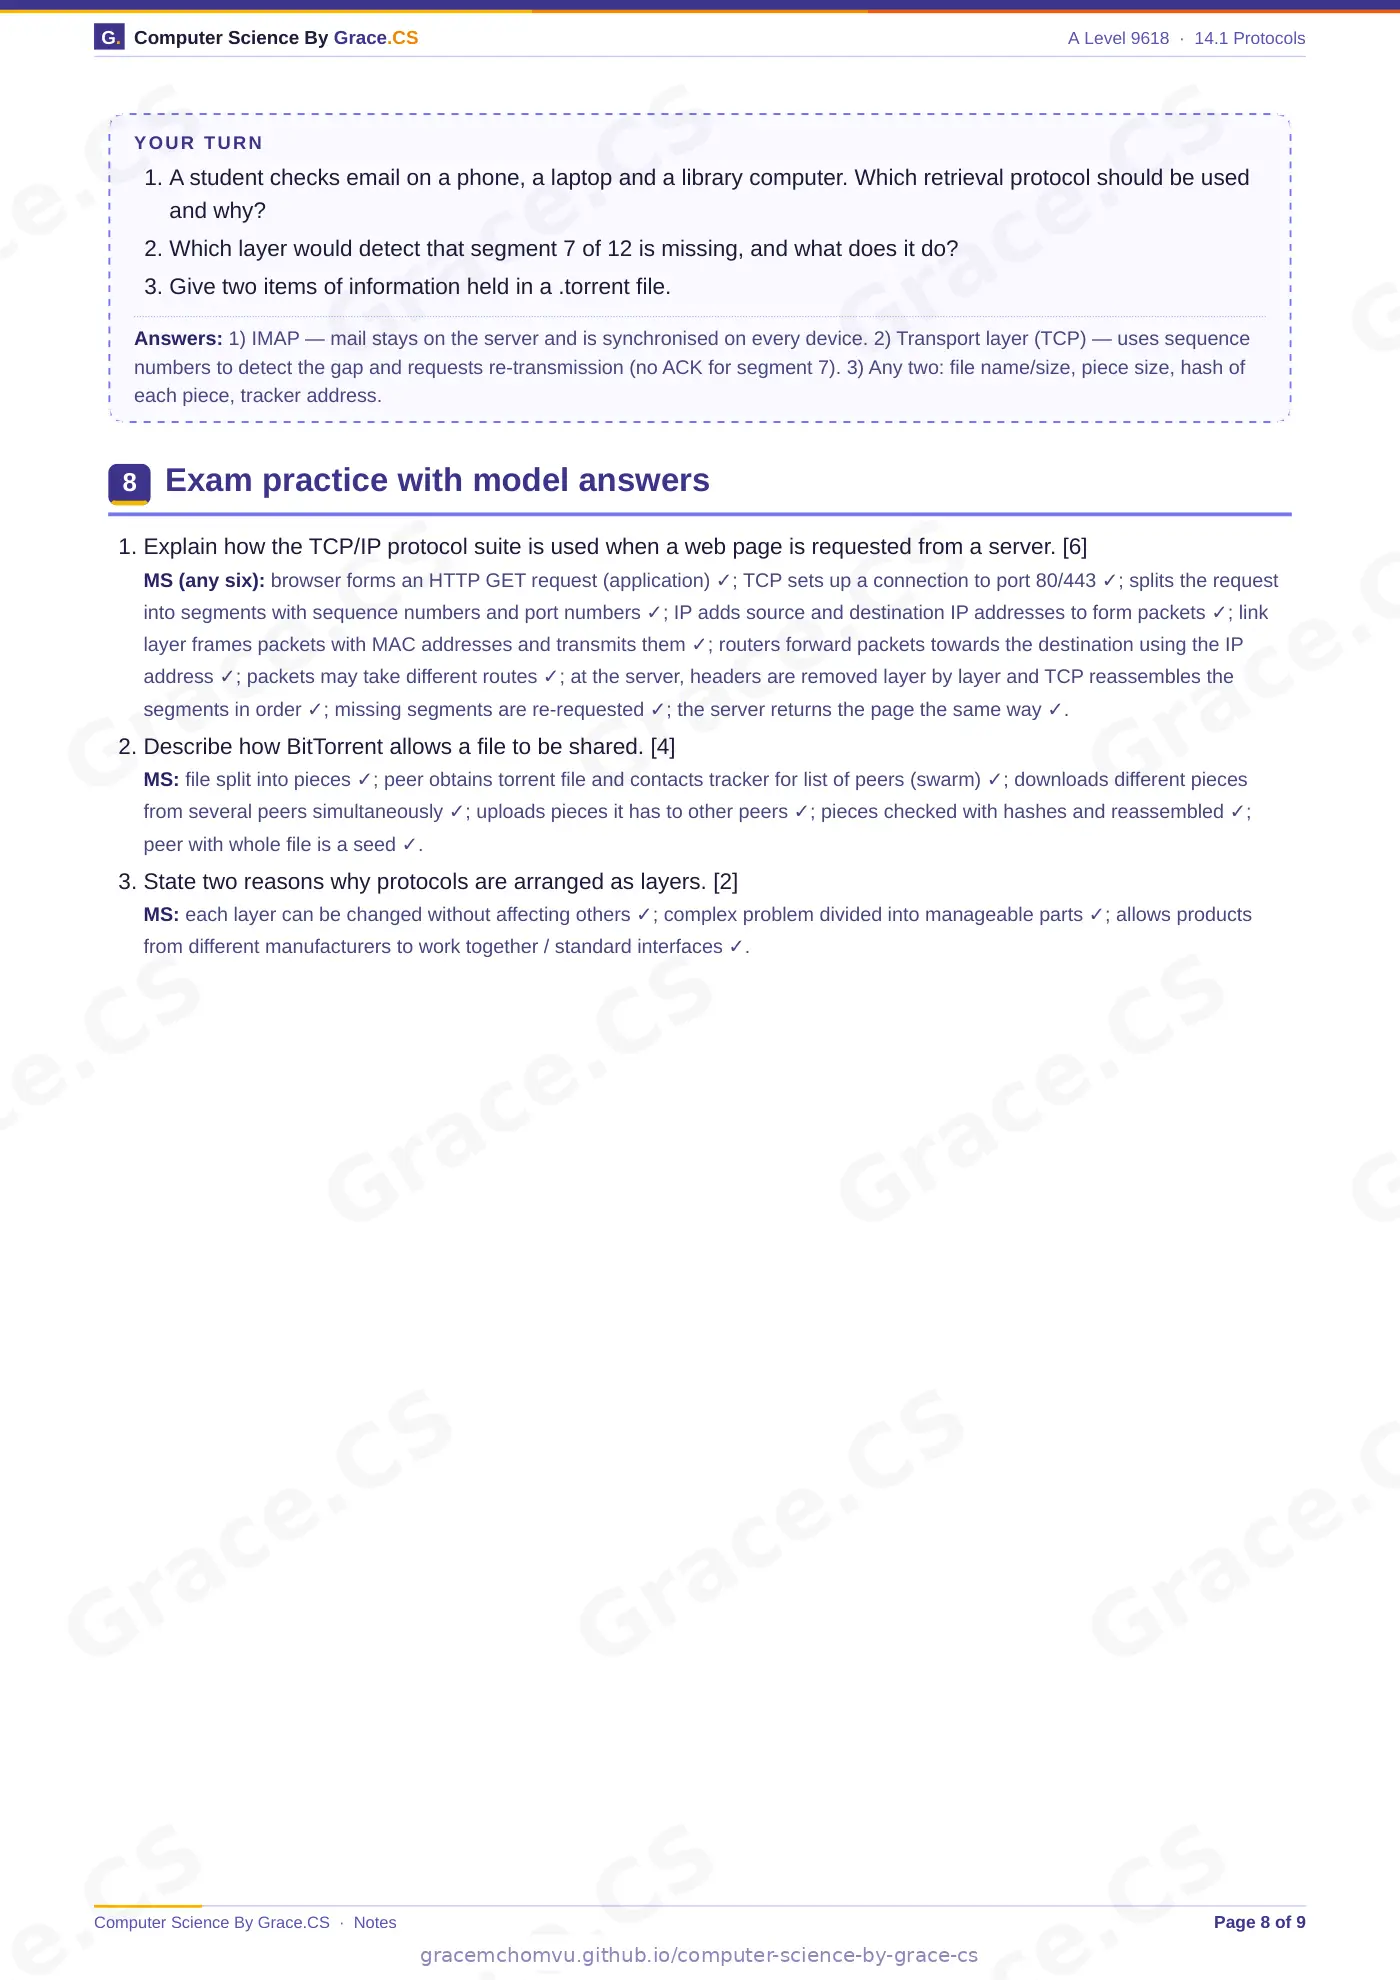 G. Computer Science By Grace.CS
A Level 9618 · 14.1 Protocols
YOUR TURN
1. A student checks email on a phone, a laptop and a library computer. Which retrieval protocol should be used
and why?
2. Which layer would detect that segment 7 of 12 is missing, and what does it do?
3. Give two items of information held in a .torrent file.
Answers: 1) IMAP — mail stays on the server and is synchronised on every device. 2) Transport layer (TCP) — uses sequence
numbers to detect the gap and requests re-transmission (no ACK for segment 7). 3) Any two: file name/size, piece size, hash of
each piece, tracker address.
8 Exam practice with model answers
1. Explain how the TCP/IP protocol suite is used when a web page is requested from a server. [6]
MS (any six): browser forms an HTTP GET request (application) ✓; TCP sets up a connection to port 80/443 ✓; splits the request
into segments with sequence numbers and port numbers ✓; IP adds source and destination IP addresses to form packets ✓; link
layer frames packets with MAC addresses and transmits them ✓; routers forward packets towards the destination using the IP
address ✓; packets may take different routes ✓; at the server, headers are removed layer by layer and TCP reassembles the
segments in order ✓; missing segments are re-requested ✓; the server returns the page the same way ✓.
2. Describe how BitTorrent allows a file to be shared. [4]
MS: file split into pieces ✓; peer obtains torrent file and contacts tracker for list of peers (swarm) ✓; downloads different pieces
from several peers simultaneously ✓; uploads pieces it has to other peers ✓; pieces checked with hashes and reassembled ✓;
peer with whole file is a seed ✓.
3. State two reasons why protocols are arranged as layers. [2]
MS: each layer can be changed without affecting others ✓; complex problem divided into manageable parts ✓; allows products
from different manufacturers to work together / standard interfaces ✓.
Computer Science By Grace.CS · Notes
Page 8 of 9
gracemchomvu.github.io/computer-science-by-grace-cs